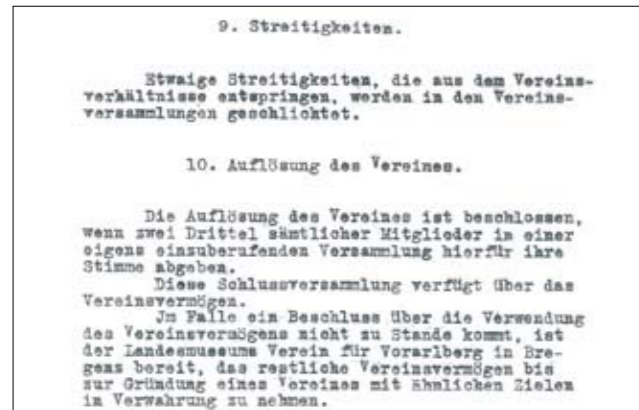 9. Streitigkeiten.
Etwaige Streitigkeiten, die aus dem Vereins-
verhältnisse entspringen, werden in den Vereins-
versammlungen geschlichtet.
10. Auflösung des Vereines.
Die Auflösung des Vereines ist beschlossen,
wenn zwei Drittel sämtlicher Mitglieder in einer
eigens einzuberufenden Versammlung hierfür ihre
Stimme abgeben.
Diese Schlussversammlung verfügt über das
Vereinsvermögen.
Jm Falle ein Beschluss über die Verwendung
des Vereinsvermögens nicht zu Stande kommt, ist
der Landesmuseums Verein für Vorarlberg in Bre-
genz bereit, das restliche Vereinsvermögen bis
zur Gründung eines Vereines mit ähnlichen Zielen
in Verwahrung zu nehmen.